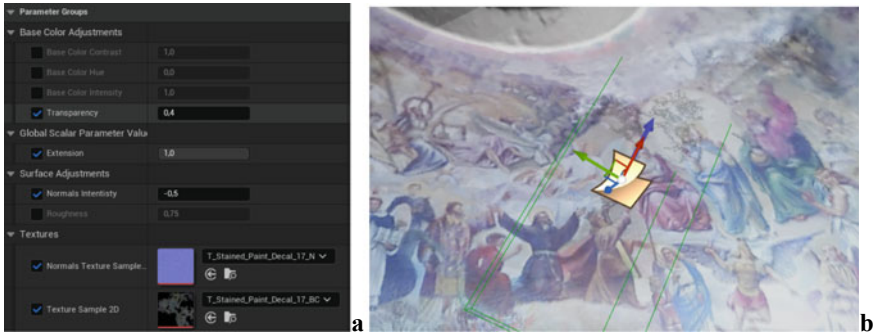 Parameter Groups
Base Color Adjustments
Base Color Contrast 1,0
Base Color Hue 0,0
Base Color Intensity 1,0
Transparency 0,4
Global Scalar Parameter Valu
Extension 1,0
Surface Adjustments
Normals Intentisty -0,5
Roughness 0,75
Textures
Normals Texture Sample... T_Stained_Paint_Decal_17_N
Texture Sample 2D T_Stained_Paint_Decal_17_BC
a
b